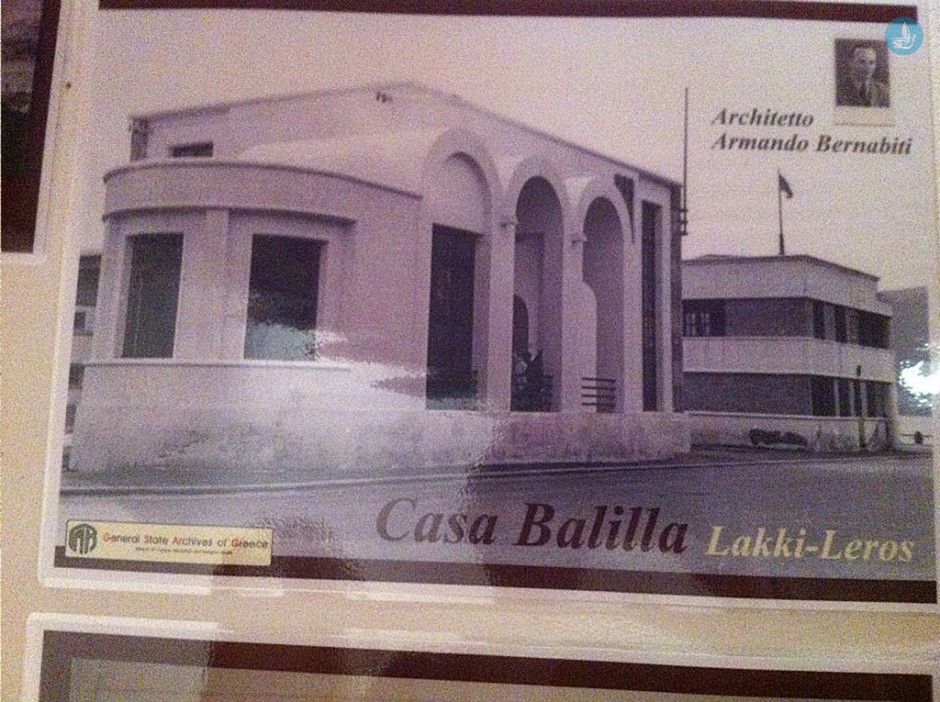 Architetto
Armando Bernabiti
Casa Balilla Lakki-Leros
General State Archives of Greece